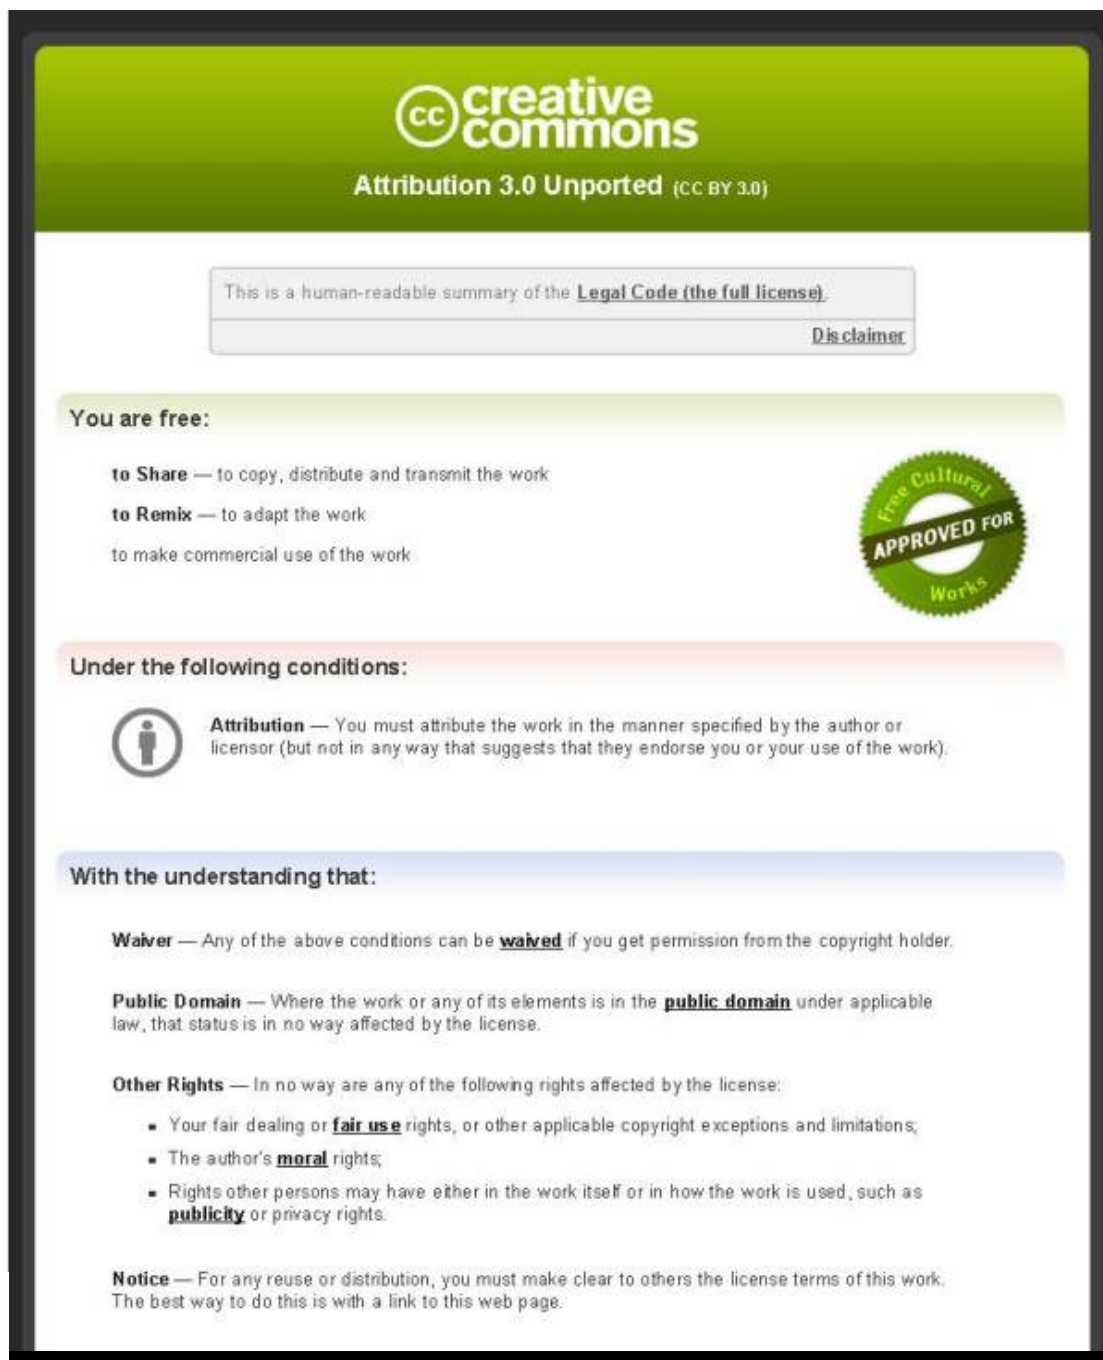 cc creative
commons
Attribution 3.0 Unported (CC BY 3.0)
This is a human-readable summary of the Legal Code (the full license).
Disclaimer
You are free:
to Share — to copy, distribute and transmit the work
to Remix — to adapt the work
to make commercial use of the work
Free Cultural
APPROVED FOR
Works
Under the following conditions:
Attribution — You must attribute the work in the manner specified by the author or
licensor (but not in any way that suggests that they endorse you or your use of the work).
With the understanding that:
Waiver — Any of the above conditions can be waived if you get permission from the copyright holder.
Public Domain — Where the work or any of its elements is in the public domain under applicable
law, that status is in no way affected by the license.
Other Rights — In no way are any of the following rights affected by the license:
▪ Your fair dealing or fair use rights, or other applicable copyright exceptions and limitations;
▪ The author's moral rights;
▪ Rights other persons may have either in the work itself or in how the work is used, such as
publicity or privacy rights.
Notice — For any reuse or distribution, you must make clear to others the license terms of this work.
The best way to do this is with a link to this web page.